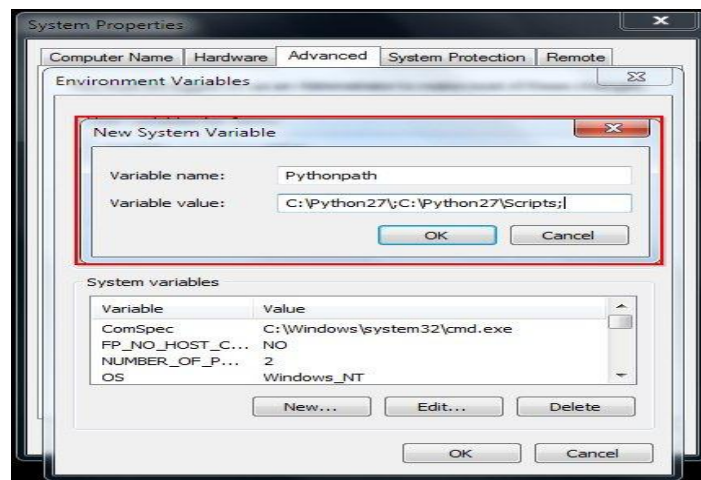 System Properties
Computer Name Hardware Advanced System Protection Remote
Environment Variables
New System Variable
Variable name: Pythonpath
Variable value: C:\Python27\;C:\Python27\Scripts;
OK Cancel
System variables
Variable Value
ComSpec C:\Windows\system32\cmd.exe
FP_NO_HOST_C... NO
NUMBER_OF_P... 2
OS Windows_NT
New... Edit... Delete
OK Cancel